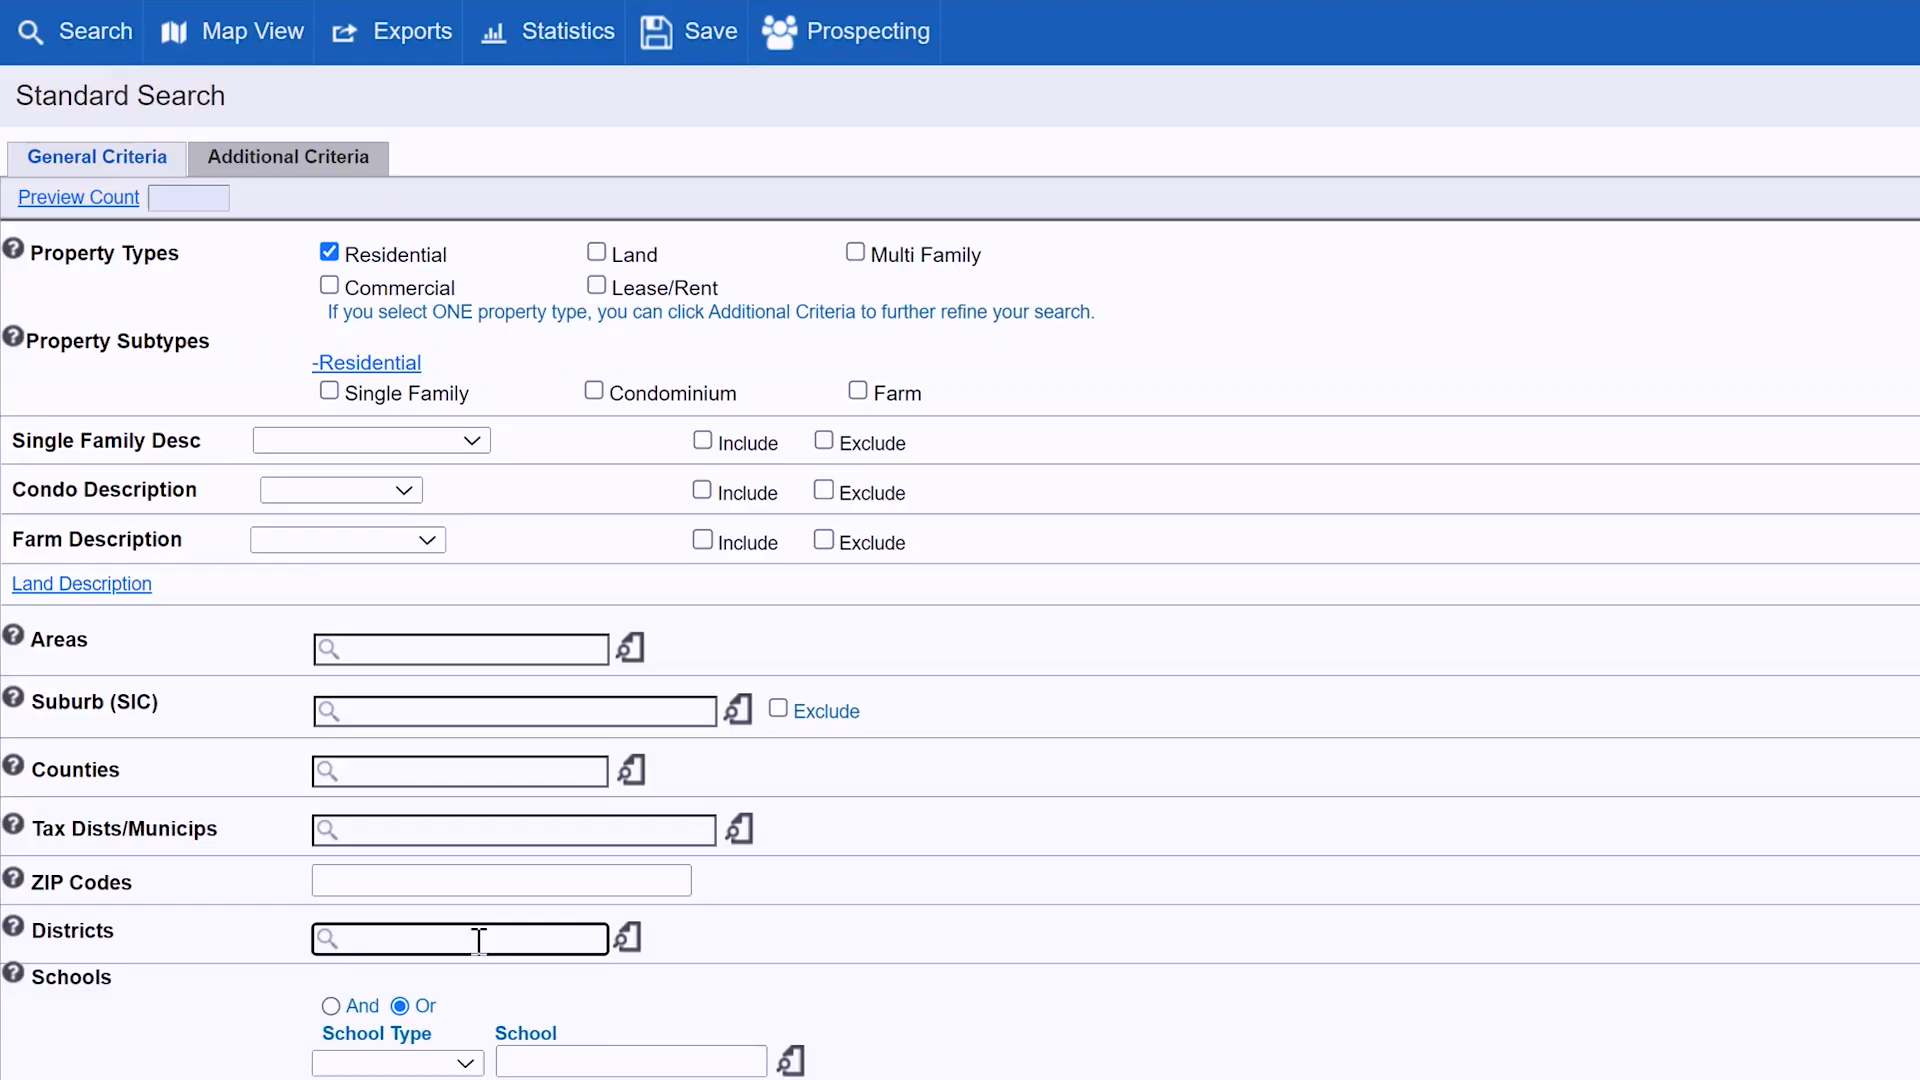 Search Map View Exports Statistics Save Prospecting
Standard Search
General Criteria Additional Criteria
Preview Count
Property Types Residential Land Multi Family
Commercial Lease/Rent
If you select ONE property type, you can click Additional Criteria to further refine your search.
Property Subtypes
-Residential
Single Family Condominium Farm
Single Family Desc Include Exclude
Condo Description Include Exclude
Farm Description Include Exclude
Land Description
Areas
Suburb (SIC) Exclude
Counties
Tax Dists/Municips
ZIP Codes
Districts
Schools
And Or
School Type School